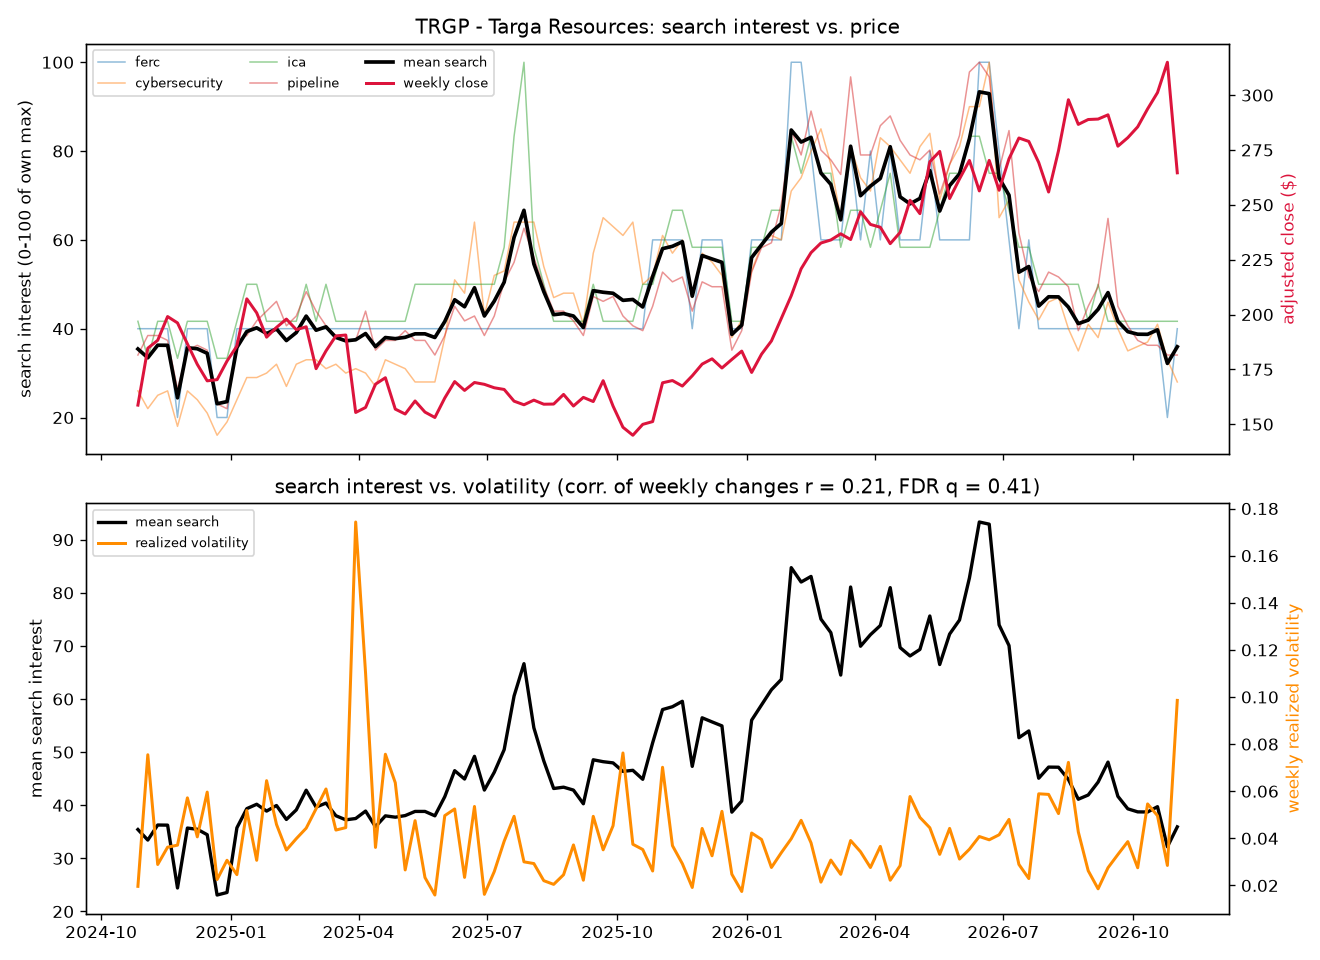 TRGP - Targa Resources: search interest vs. price
ferc
cybersecurity
ica
pipeline
mean search
weekly close
search interest (0-100 of own max)
100
80
60
40
20
adjusted close ($)
300
275
250
225
200
175
150
search interest vs. volatility (corr. of weekly changes r = 0.21, FDR q = 0.41)
mean search
realized volatility
mean search interest
90
80
70
60
50
40
30
20
weekly realized volatility
0.18
0.16
0.14
0.12
0.10
0.08
0.06
0.04
0.02
2024-10
2025-01
2025-04
2025-07
2025-10
2026-01
2026-04
2026-07
2026-10